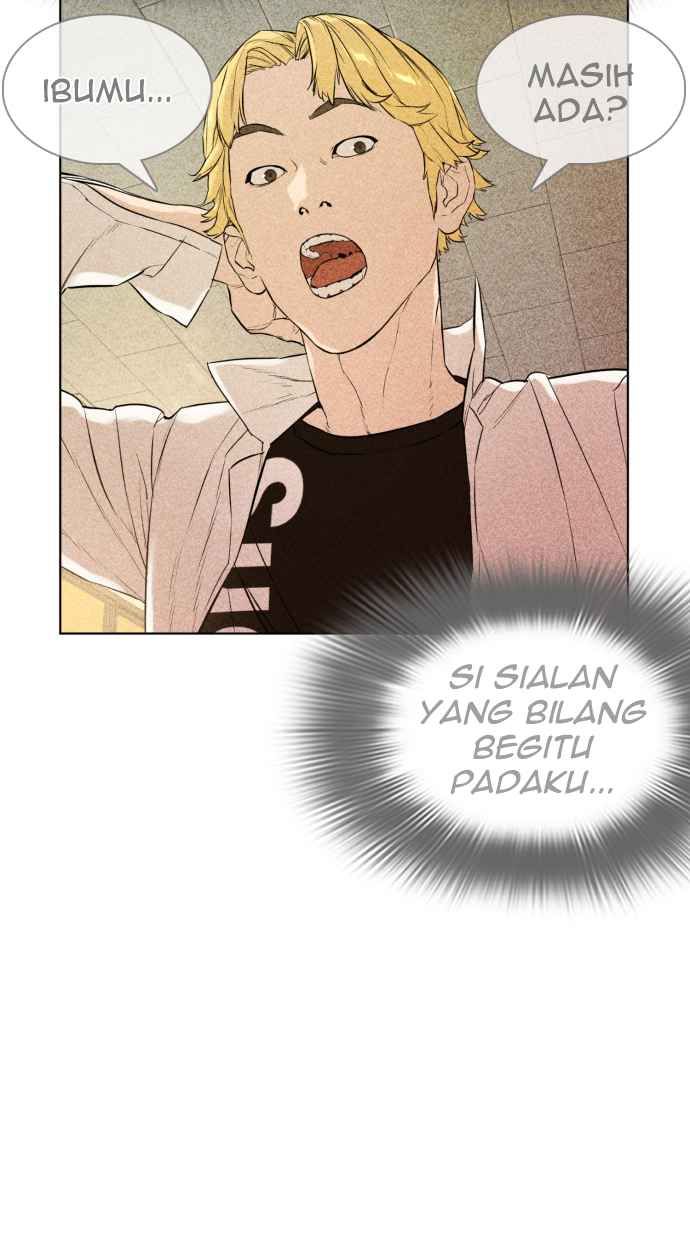 IBUMU...
MASIH
ADA?
SI SIALAN
YANG BILANG
BEGITU
PADAKU...